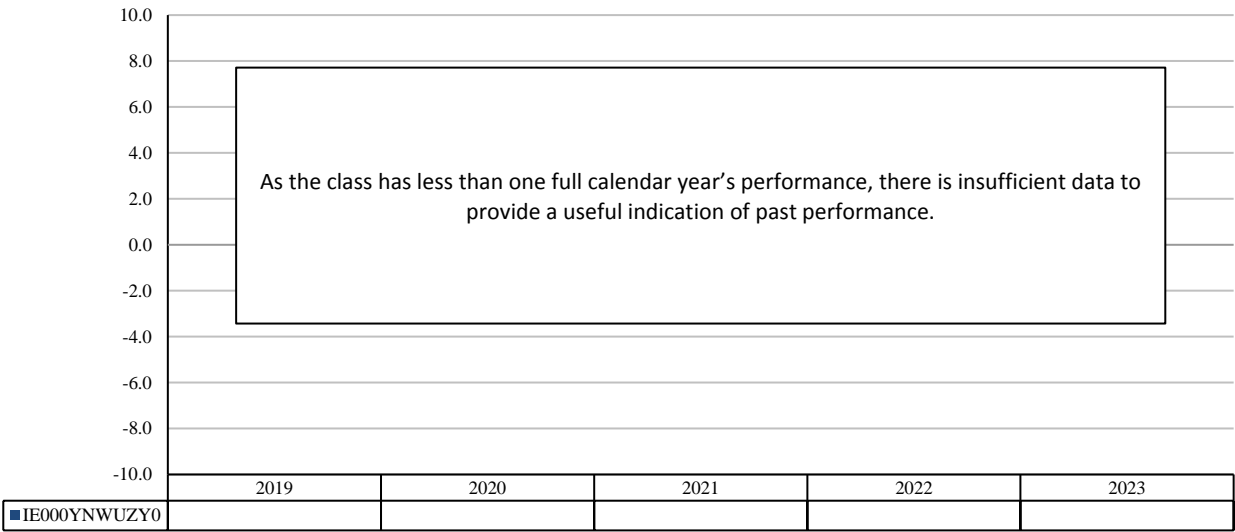 10.0
8.0
6.0
4.0
2.0
0.0
-2.0
-4.0
-6.0
-8.0
-10.0
As the class has less than one full calendar year’s performance, there is insufficient data to
provide a useful indication of past performance.
2019 2020 2021 2022 2023
IE000YNWUZY0